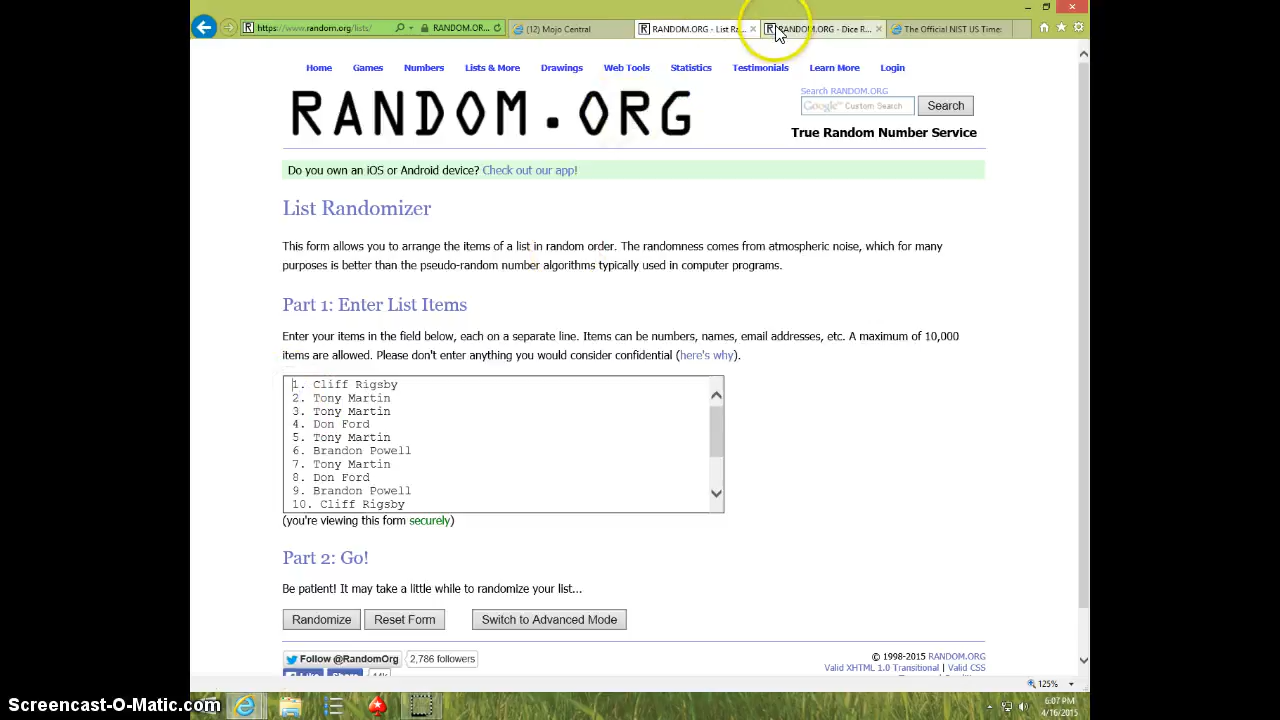 https://www.random.org/lists/
RANDOM.OR...
(12) Mojo Central
RANDOM.ORG - List Ra...
RANDOM.ORG - Dice R...
The Official NIST US Time:
Home Games Numbers Lists & More Drawings Web Tools Statistics Testimonials Learn More Login
RANDOM.ORG
Search RANDOM.ORG
Google™ Custom Search
Search
True Random Number Service
Do you own an iOS or Android device? Check out our app!
List Randomizer
This form allows you to arrange the items of a list in random order. The randomness comes from atmospheric noise, which for many
purposes is better than the pseudo-random number algorithms typically used in computer programs.
Part 1: Enter List Items
Enter your items in the field below, each on a separate line. Items can be numbers, names, email addresses, etc. A maximum of 10,000
items are allowed. Please don't enter anything you would consider confidential (here's why).
1. Cliff Rigsby
2. Tony Martin
3. Tony Martin
4. Don Ford
5. Tony Martin
6. Brandon Powell
7. Tony Martin
8. Don Ford
9. Brandon Powell
10. Cliff Rigsby
(you're viewing this form securely)
Part 2: Go!
Be patient! It may take a little while to randomize your list...
Randomize Reset Form Switch to Advanced Mode
Follow @RandomOrg 2,786 followers
© 1998-2015 RANDOM.ORG
Valid XHTML 1.0 Transitional | Valid CSS
125%
Screencast-O-Matic.com
6:07 PM
4/16/2015